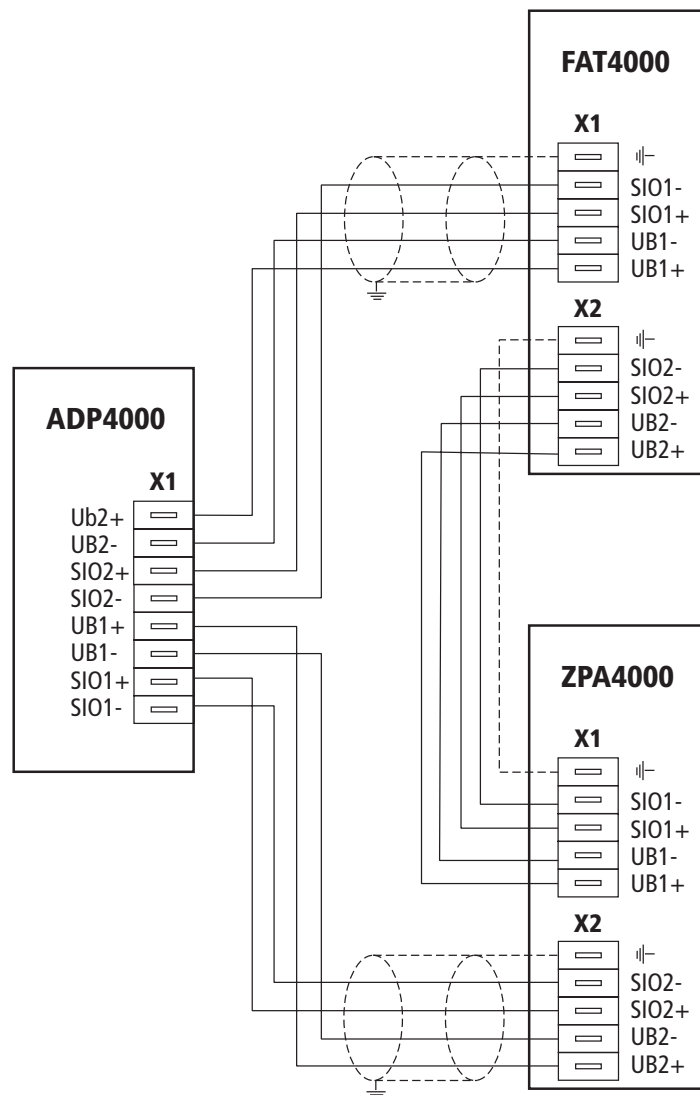 FAT4000
X1
SIO1-
SIO1+
UB1-
UB1+
X2
SIO2-
SIO2+
UB2-
UB2+
ADP4000
X1
Ub2+
UB2-
SIO2+
SIO2-
UB1+
UB1-
SIO1+
SIO1-
ZPA4000
X1
SIO1-
SIO1+
UB1-
UB1+
X2
SIO2-
SIO2+
UB2-
UB2+